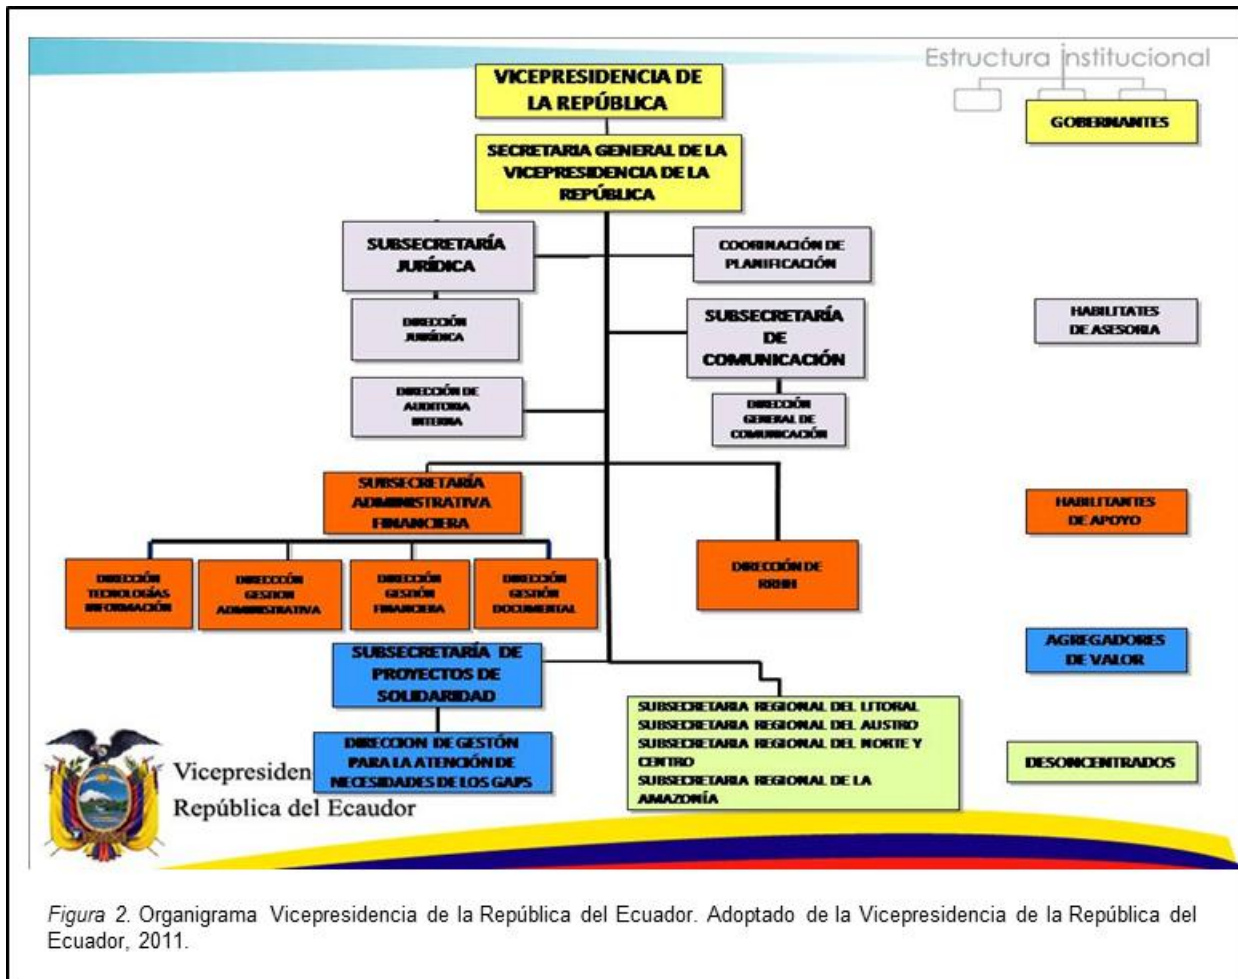 Estructura institucional
VICEPRESIDENCIA DE
LA REPÚBLICA
GOBERNANTES
SECRETARIA GENERAL DE LA
VICEPRESIDENCIA DE LA
REPÚBLICA
SUBSECRETARÍA
JURÍDICA
COORINACIÓN DE
PLANIFICACIÓN
DIRECCIÓN
JURÍDICA
SUBSECRETARÍA
DE
COMUNICACIÓN
HABILITATES
DE ASESORIA
DIRECCIÓN DE
AUDITORIA
INTERNA
DIRECCIÓN
GENERAL DE
COMUNICACIÓN
SUBSECRETARÍA
ADMINISTRATIVA
FINANCIERA
HABILITANTES
DE APOYO
DIRECCIÓN
TECNOLOGÍAS
INFORMACIÓN
DIRECCCÓN
GESTION
ADMINISTRATIVA
DIRECCIÓN
GESTIÓN
FINANCIERA
DIRECCIÓN
GESTIÓN
DOCUMENTAL
DIRECCIÓN DE
RRHH
SUBSECRETARÍA DE
PROYECTOS DE
SOLIDARIDAD
AGREGADORES
DE VALOR
DIRECCION DE GESTÓN
PARA LA ATENCIÓN DE
NECESIDADES DE LOS GAPS
SUBSECRETARIA REGIONAL DEL LITORAL
SUBSECRETARIA REGIONAL DEL AUSTRO
SUBSECRETARIA REGIONAL DEL NORTE Y
CENTRO
SUBSECRETARIA REGIONAL DE LA
AMAZONÍA
DESONCENTRADOS
Vicepresiden
República del Ecaudor
Figura 2. Organigrama Vicepresidencia de la República del Ecuador. Adoptado de la Vicepresidencia de la República del
Ecuador, 2011.